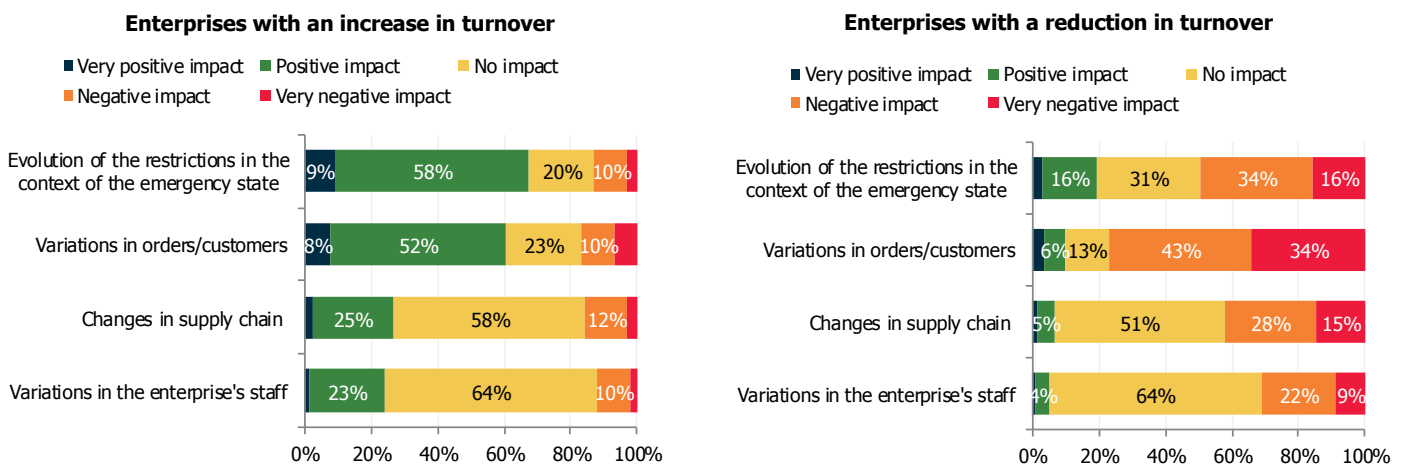 Enterprises with an increase in turnover
Very positive impact Positive impact No impact
Negative impact Very negative impact
Evolution of the restrictions in the
context of the emergency state
9% 58% 20% 10%
Variations in orders/customers
8% 52% 23% 10%
Changes in supply chain
25% 58% 12%
Variations in the enterprise's staff
23% 64% 10%
0% 20% 40% 60% 80% 100%
Enterprises with a reduction in turnover
Very positive impact Positive impact No impact
Negative impact Very negative impact
Evolution of the restrictions in the
context of the emergency state
16% 31% 34% 16%
Variations in orders/customers
6% 13% 43% 34%
Changes in supply chain
5% 51% 28% 15%
Variations in the enterprise's staff
4% 64% 22% 9%
0% 20% 40% 60% 80% 100%